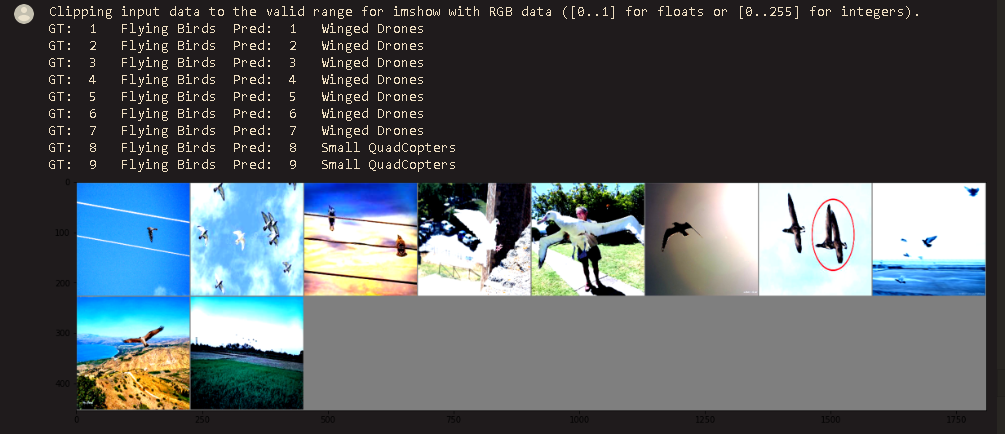 Clipping input data to the valid range for imshow with RGB data ([0..1] for floats or [0..255] for integers).
GT: 1 Flying Birds Pred: 1 Winged Drones
GT: 2 Flying Birds Pred: 2 Winged Drones
GT: 3 Flying Birds Pred: 3 Winged Drones
GT: 4 Flying Birds Pred: 4 Winged Drones
GT: 5 Flying Birds Pred: 5 Winged Drones
GT: 6 Flying Birds Pred: 6 Winged Drones
GT: 7 Flying Birds Pred: 7 Winged Drones
GT: 8 Flying Birds Pred: 8 Small QuadCopters
GT: 9 Flying Birds Pred: 9 Small QuadCopters
0
100
200
300
400
0 250 500 750 1000 1250 1500 1750